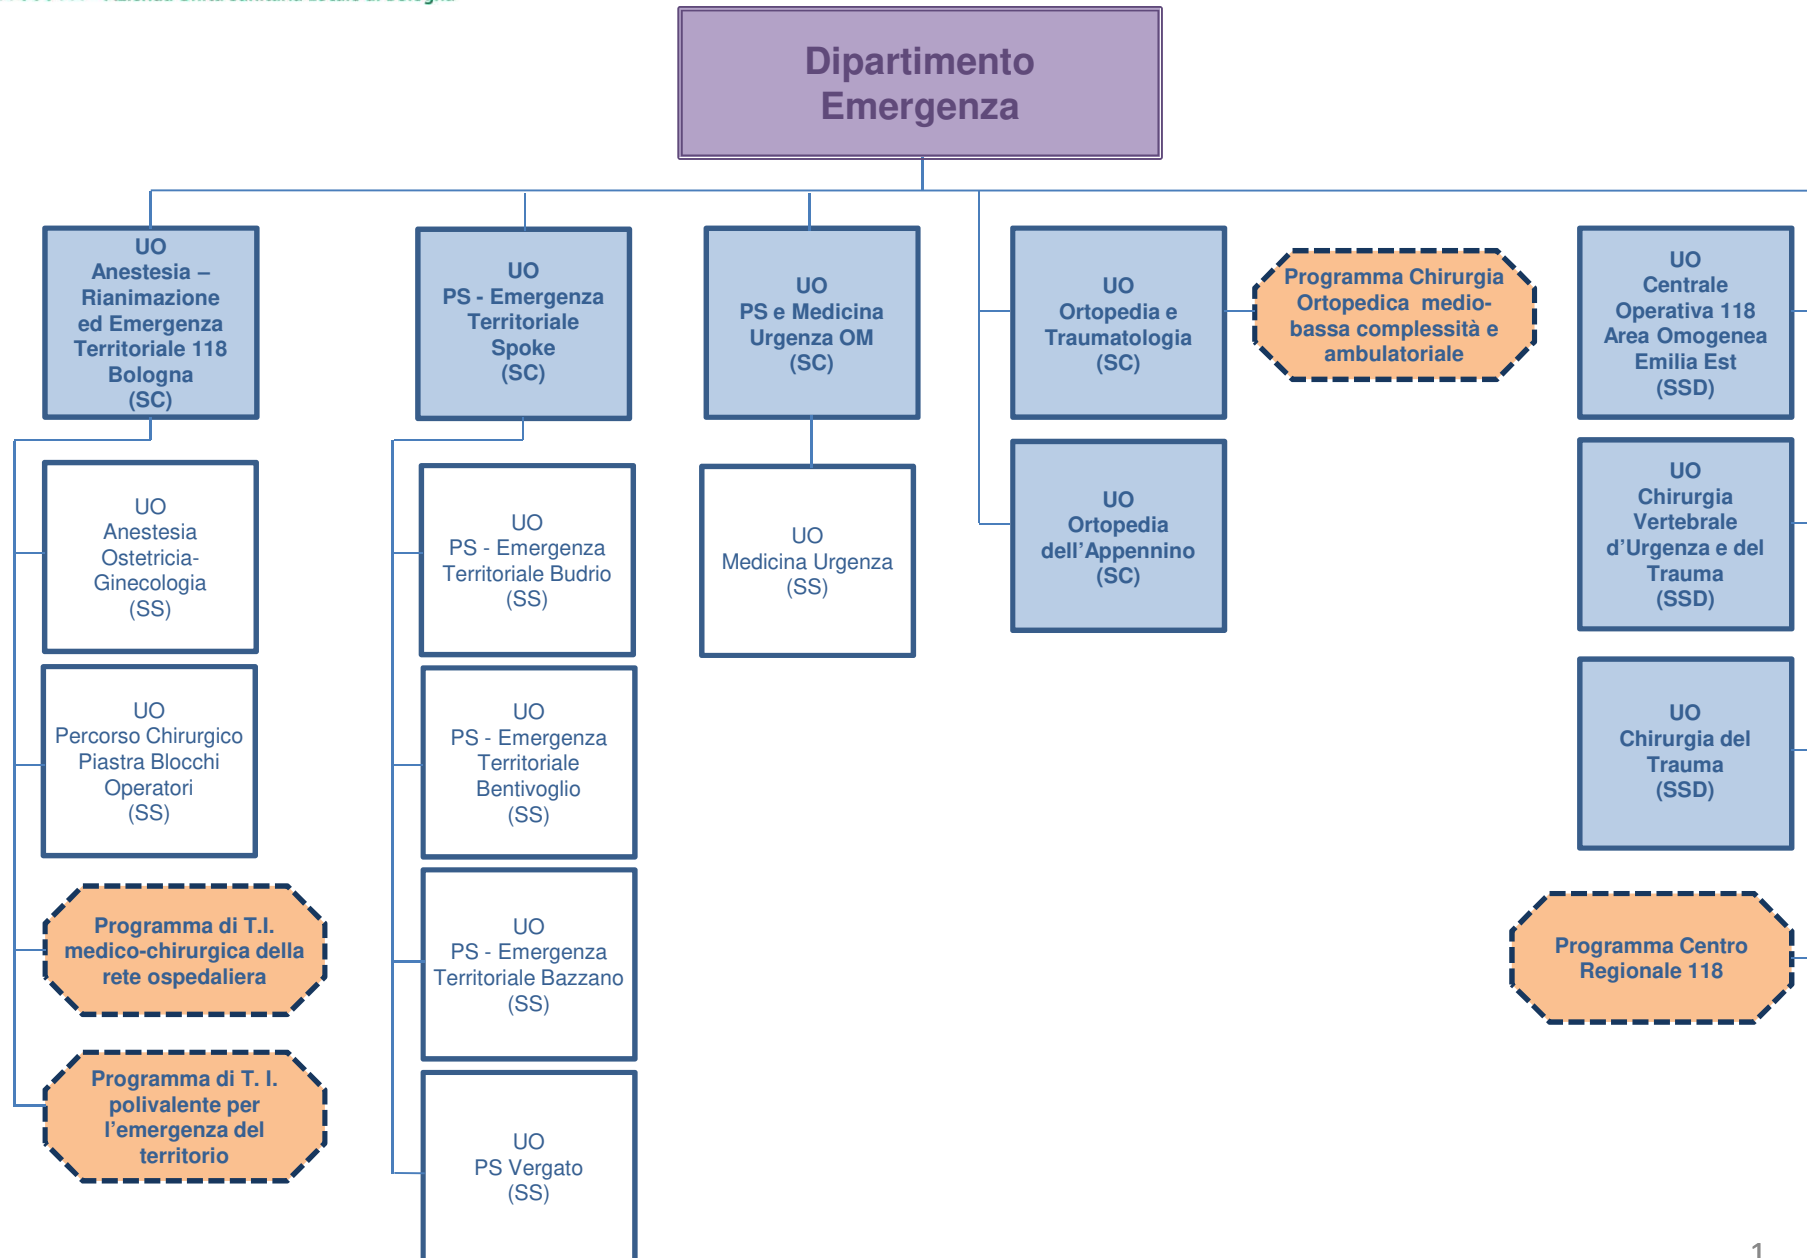 Dipartimento
Emergenza
UO
Anestesia –
Rianimazione
ed Emergenza
Territoriale 118
Bologna
(SC)
UO
PS - Emergenza
Territoriale
Spoke
(SC)
UO
PS e Medicina
Urgenza OM
(SC)
UO
Ortopedia e
Traumatologia
(SC)
Programma Chirurgia
Ortopedica medio-
bassa complessità e
ambulatoriale
UO
Centrale
Operativa 118
Area Omogenea
Emilia Est
(SSD)
UO
Anestesia
Ostetricia-
Ginecologia
(SS)
UO
PS - Emergenza
Territoriale Budrio
(SS)
UO
Medicina Urgenza
(SS)
UO
Ortopedia
dell’Appennino
(SC)
UO
Chirurgia
Vertebrale
d’Urgenza e del
Trauma
(SSD)
UO
Percorso Chirurgico
Piastra Blocchi
Operatori
(SS)
UO
PS - Emergenza
Territoriale
Bentivoglio
(SS)
UO
Chirurgia del
Trauma
(SSD)
Programma di T.I.
medico-chirurgica della
rete ospedaliera
UO
PS - Emergenza
Territoriale Bazzano
(SS)
Programma Centro
Regionale 118
Programma di T. I.
polivalente per
l’emergenza del
territorio
UO
PS Vergato
(SS)
1